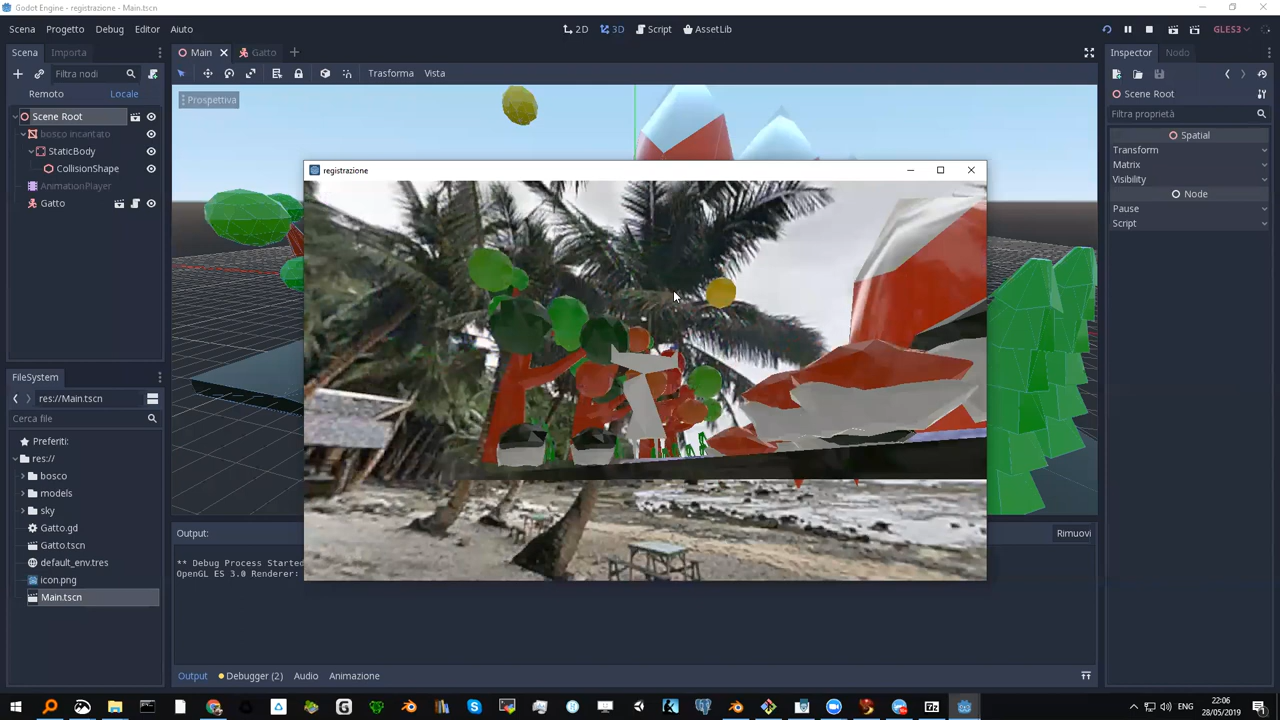 Godot Engine - registrazione - Main.tscn
Scena Progetto Debug Editor Aiuto
2D 3D Script AssetLib
GLES3
Scena Importa
Main Gatto
Inspector Nodo
Filtra nodi
Trasforma Vista
Remoto Locale
Prospettiva
Scene Root
Filtra proprietà
Scene Root
bosco incantato
StaticBody
CollisionShape
AnimationPlayer
Gatto
Spatial
Transform
Matrix
Visibility
Node
Pause
Script
registrazione
FileSystem
res://Main.tscn
Cerca file
Preferiti:
res://
bosco
models
sky
Gatto.gd
Gatto.tscn
default_env.tres
icon.png
Main.tscn
Output:
Rimuovi
** Debug Process Started
OpenGL ES 3.0 Renderer:
Output Debugger (2) Audio Animazione
ENG
22:06
28/05/2019